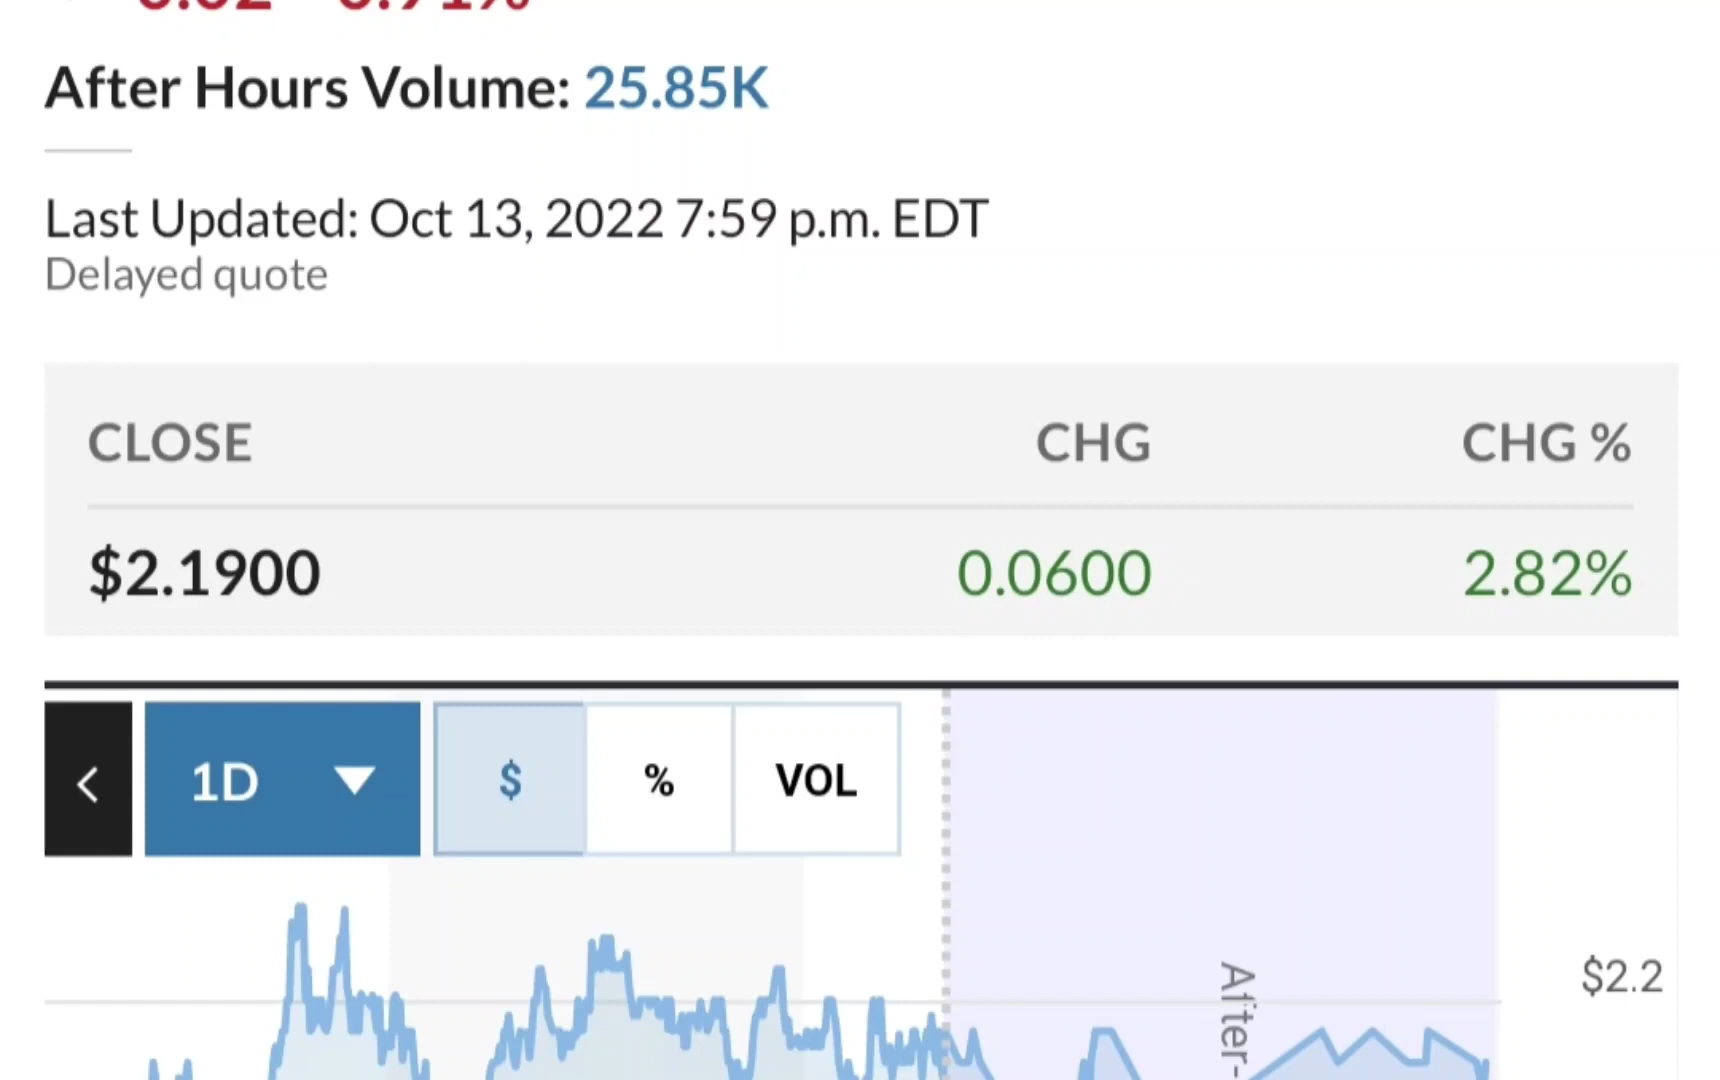 After Hours Volume: 25.85K
Last Updated: Oct 13, 2022 7:59 p.m. EDT
Delayed quote
CLOSE CHG CHG %
$2.1900 0.0600 2.82%
1D $ % VOL
$2.2
After-